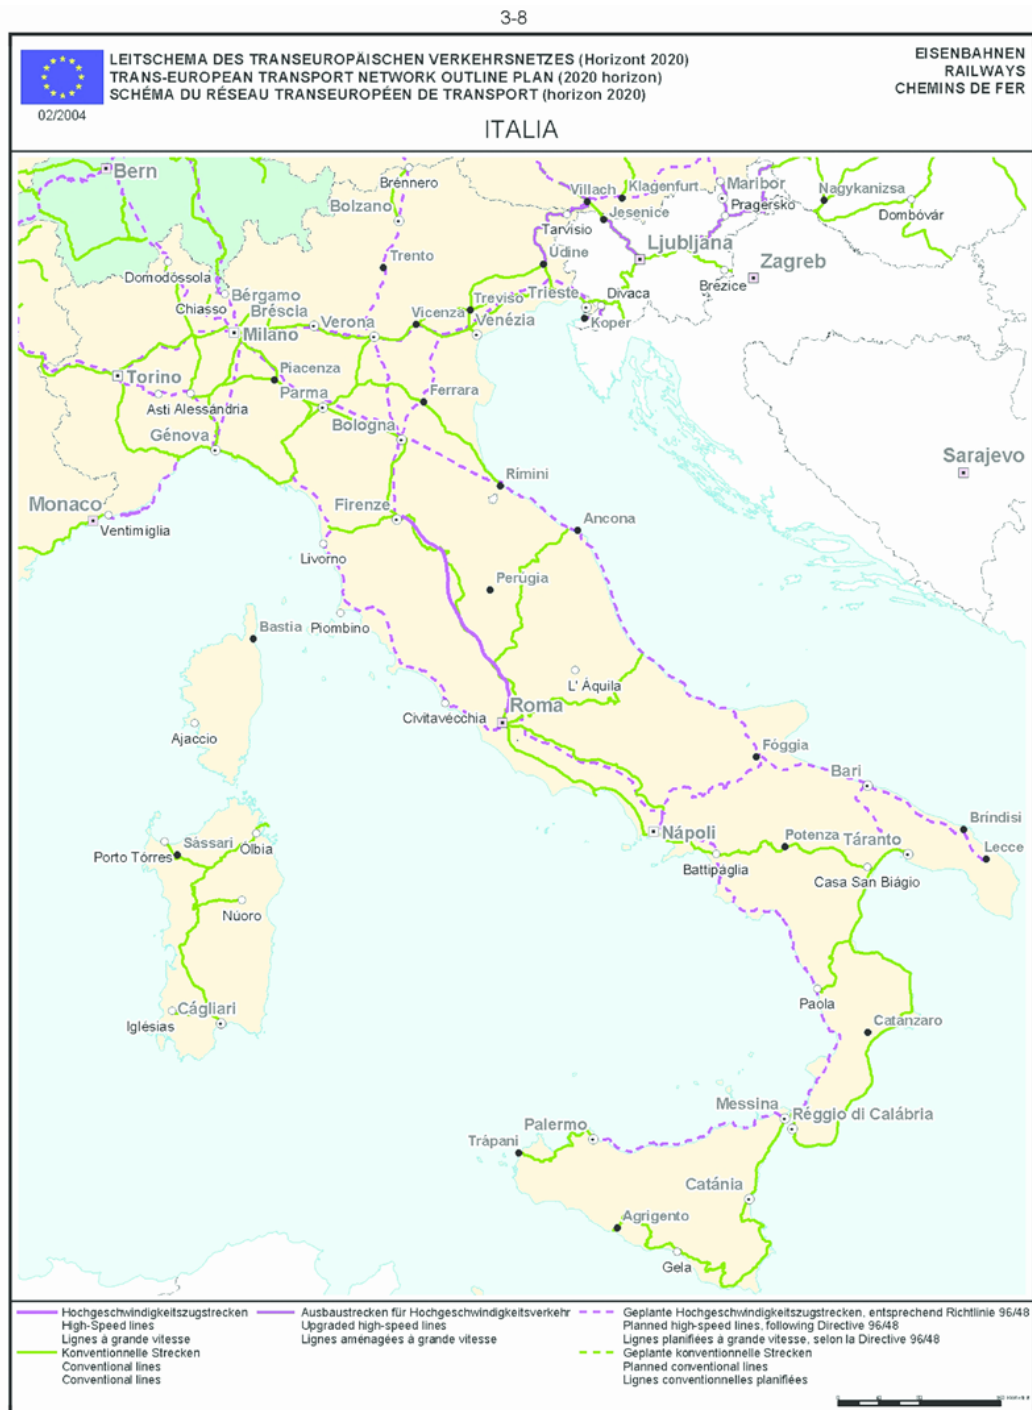 3-8
LEITSCHEMA DES TRANSEUROPÄISCHEN VERKEHRSNETZES (Horizont 2020)
TRANS-EUROPEAN TRANSPORT NETWORK OUTLINE PLAN (2020 horizon)
SCHÉMA DU RÉSEAU TRANSEUROPÉEN DE TRANSPORT (horizon 2020)
EISENBAHNEN
RAILWAYS
CHEMINS DE FER
02/2004
ITALIA
Bern
Brénnero
Bolzano
Villach
Klagenfurt
Maribor
Nagykanizsa
Jesenice
Pragersko
Dombóvár
Tarvisio
Trento
Údine
Ljubljana
Zagreb
Domodóssola
Brežice
Bérgamo
Treviso
Trieste
Divaca
Chiasso
Bréscia
Verona
Vicenza
Milano
Venézia
Koper
Torino
Piacenza
Parma
Ferrara
Asti
Alessándria
Génova
Bologna
Sarajevo
Rímini
Monaco
Firenze
Ventimiglia
Ancona
Livorno
Perúgia
Piombino
Bastia
L' Áquila
Roma
Civitavécchia
Ajaccio
Fóggia
Bari
Brindisi
Nápoli
Potenza
Táranto
Sássari
Olbia
Porto Tórres
Lecce
Battipaglia
Casa San Biágio
Núoro
Paola
Cágliari
Iglésias
Catanzaro
Messina
Réggio di Calábria
Palermo
Trápani
Catánia
Agrigento
Gela
Hochgeschwindigkeitszugstrecken
High-Speed lines
Lignes à grande vitesse
Konventionelle Strecken
Conventional lines
Conventional lines
Ausbaustrecken für Hochgeschwindigkeitsverkehr
Upgraded high-speed lines
Lignes aménagées à grande vitesse
Geplante Hochgeschwindigkeitszugstrecken, entsprechend Richtlinie 96/48
Planned high-speed lines, following Directive 96/48
Lignes planifiées à grande vitesse, selon la Directive 96/48
Geplante konventionelle Strecken
Planned conventional lines
Lignes conventionnelles planifiées